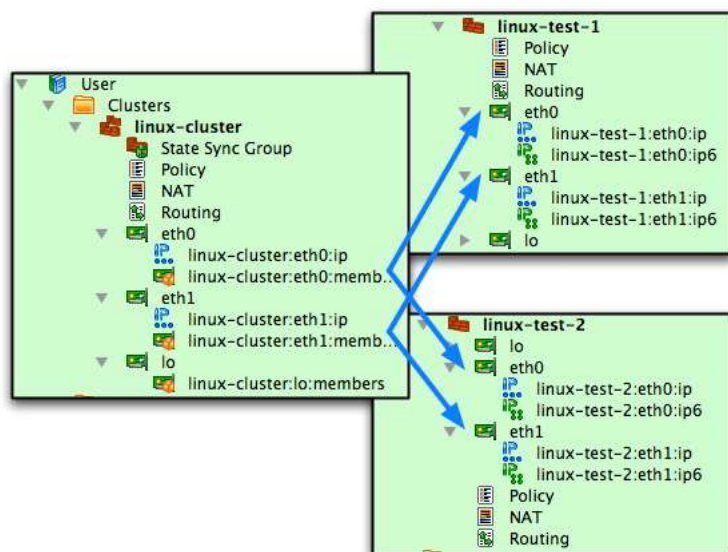 User
Clusters
linux-cluster
State Sync Group
Policy
NAT
Routing
eth0
linux-cluster:eth0:ip
linux-cluster:eth0:memb...
eth1
linux-cluster:eth1:ip
linux-cluster:eth1:memb...
lo
linux-cluster:lo:members
linux-test-1
Policy
NAT
Routing
eth0
linux-test-1:eth0:ip
linux-test-1:eth0:ip6
eth1
linux-test-1:eth1:ip
linux-test-1:eth1:ip6
lo
linux-test-2
lo
eth0
linux-test-2:eth0:ip
linux-test-2:eth0:ip6
eth1
linux-test-2:eth1:ip
linux-test-2:eth1:ip6
Policy
NAT
Routing